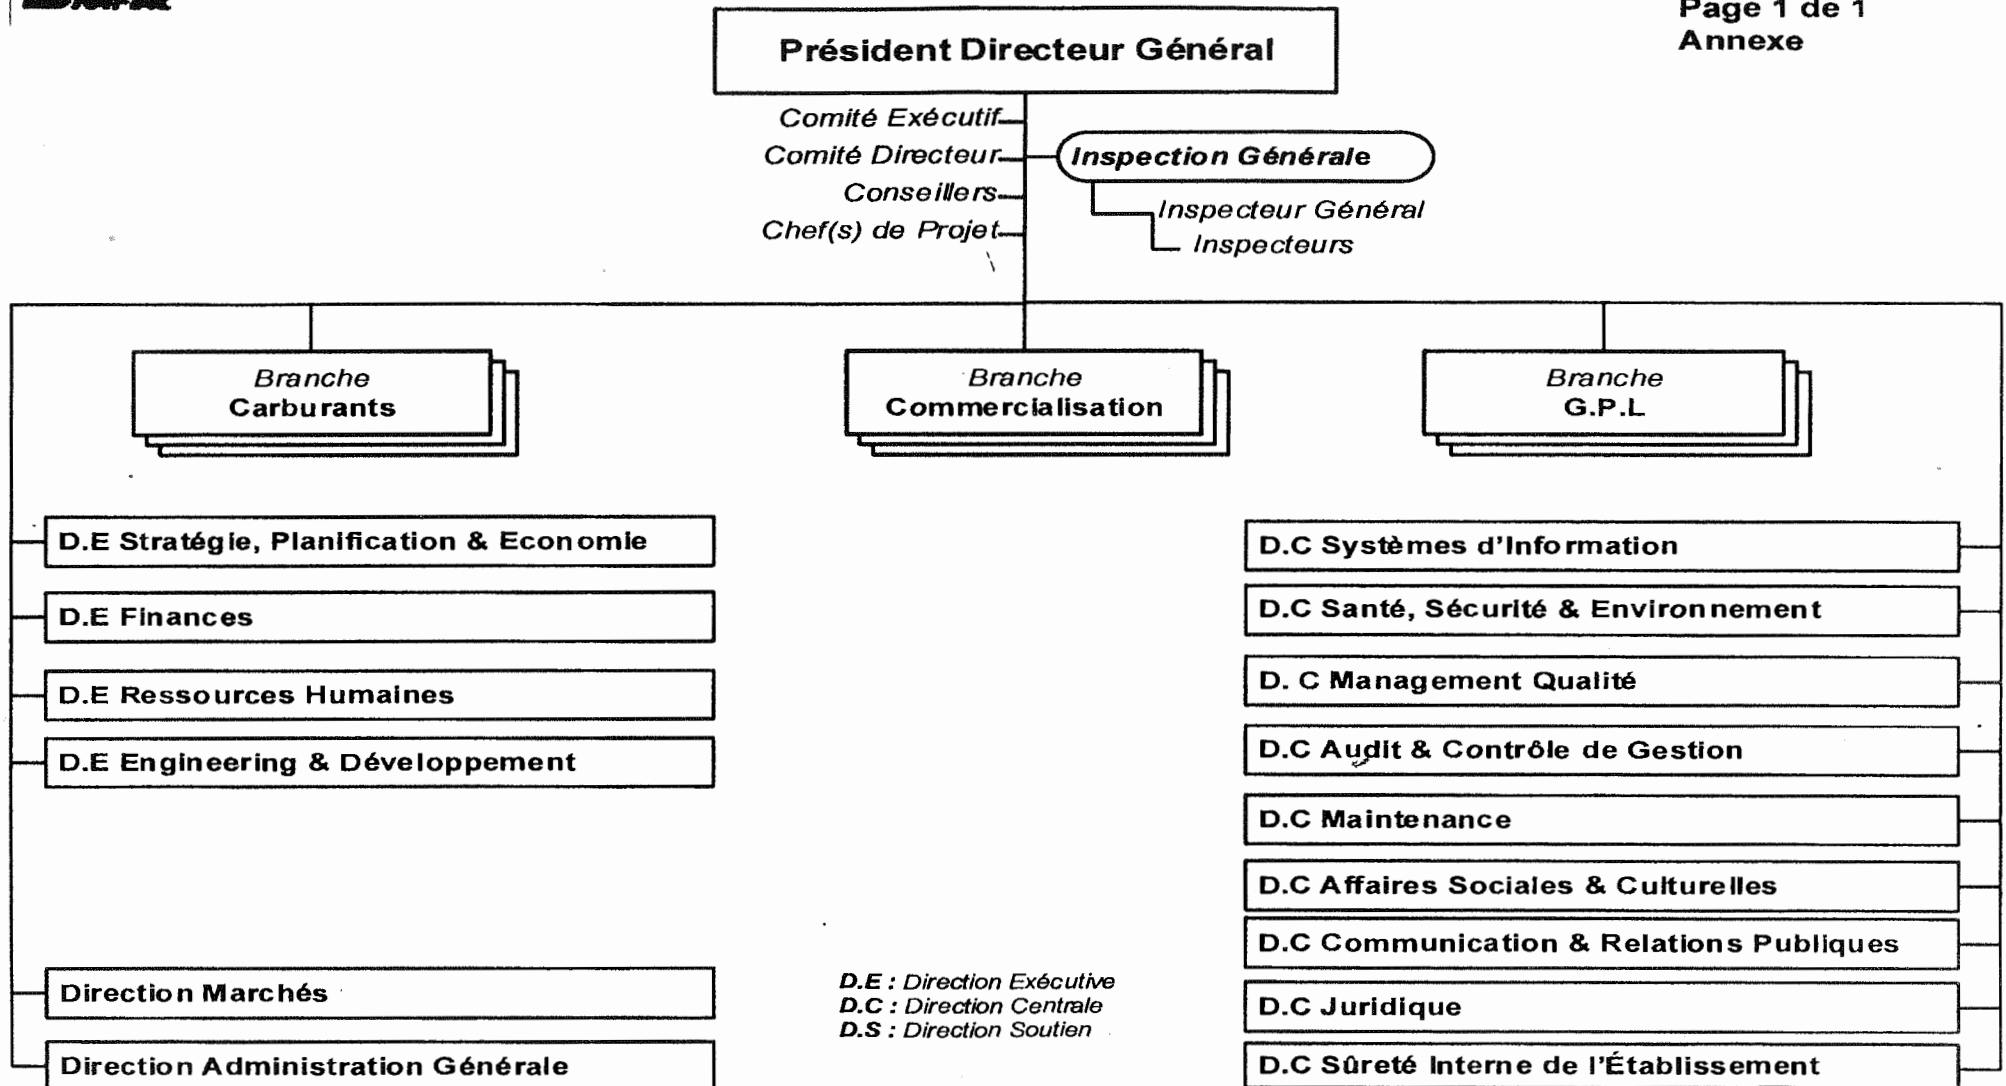 Page 1 de 1
Annexe
Président Directeur Général
Comité Exécutif
Comité Directeur
Conseillers
Chef(s) de Projet
Inspection Générale
Inspecteur Général
Inspecteurs
Branche
Carburants
Branche
Commercialisation
Branche
G.P.L
D.E Stratégie, Planification & Economie
D.E Finances
D.E Ressources Humaines
D.E Engineering & Développement
Direction Marchés
Direction Administration Générale
D.E : Direction Exécutive
D.C : Direction Centrale
D.S : Direction Soutien
D.C Systèmes d'Information
D.C Santé, Sécurité & Environnement
D. C Management Qualité
D.C Audit & Contrôle de Gestion
D.C Maintenance
D.C Affaires Sociales & Culturelles
D.C Communication & Relations Publiques
D.C Juridique
D.C Sûreté Interne de l'Établissement